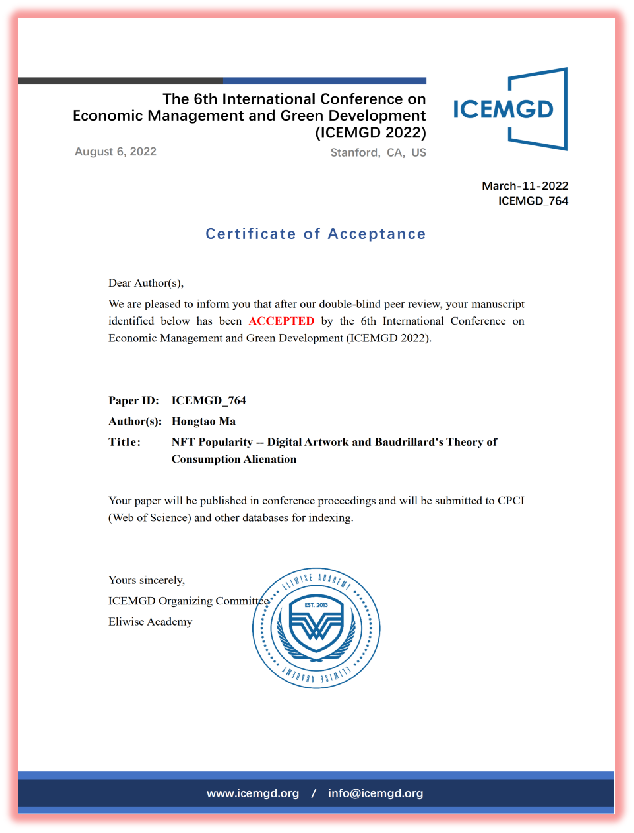 The 6th International Conference on
Economic Management and Green Development
(ICEMGD 2022)
August 6, 2022
Stanford, CA, US
ICEMGD
March-11-2022
ICEMGD_764
Certificate of Acceptance
Dear Author(s),
We are pleased to inform you that after our double-blind peer review, your manuscript
identified below has been ACCEPTED by the 6th International Conference on
Economic Management and Green Development (ICEMGD 2022).
Paper ID: ICEMGD_764
Author(s): Hongtao Ma
Title: NFT Popularity -- Digital Artwork and Baudrillard's Theory of
Consumption Alienation
Your paper will be published in conference proceedings and will be submitted to CPCI
(Web of Science) and other databases for indexing.
Yours sincerely,
ICEMGD Organizing Committee
Eliwise Academy
ELIWISE ACADEMY
EST. 2010
ELIWISE ACADEMY
www.icemgd.org / info@icemgd.org